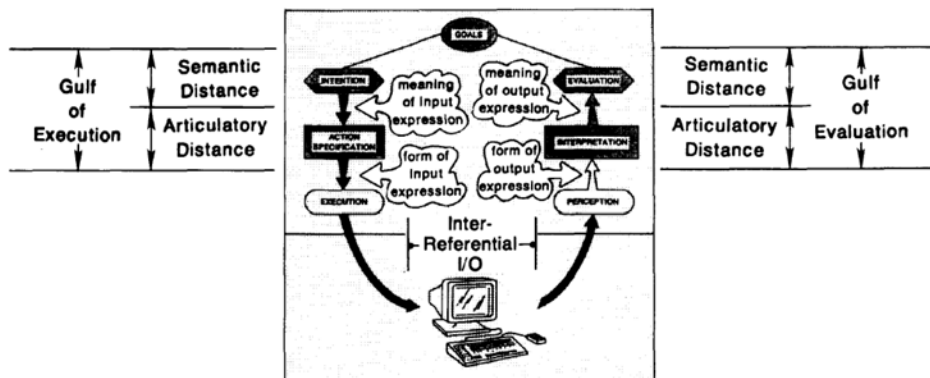 GOALS
Gulf
of
Execution
Semantic
Distance
Articulatory
Distance
INTENTION
meaning
of input
expression
ACTION
SPECIFICATION
form of
input
expression
EXECUTION
meaning
of output
expression
EVALUATION
INTERPRETATION
form of
output
expression
PERCEPTION
Inter-
Referential
I/O
Semantic
Distance
Articulatory
Distance
Gulf
of
Evaluation